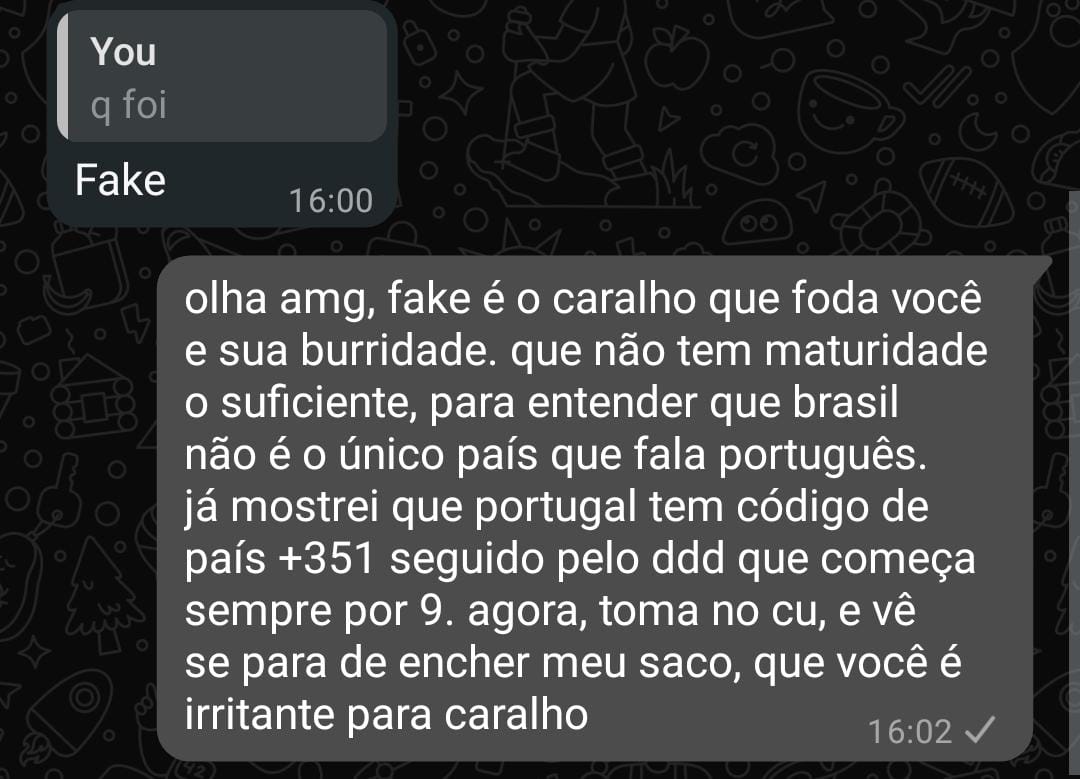 You
q foi
Fake
16:00
olha amg, fake é o caralho que foda você
e sua burridade. que não tem maturidade
o suficiente, para entender que brasil
não é o único país que fala português.
já mostrei que portugal tem código de
país +351 seguido pelo ddd que começa
sempre por 9. agora, toma no cu, e vê
se para de encher meu saco, que você é
irritante para caralho
16:02